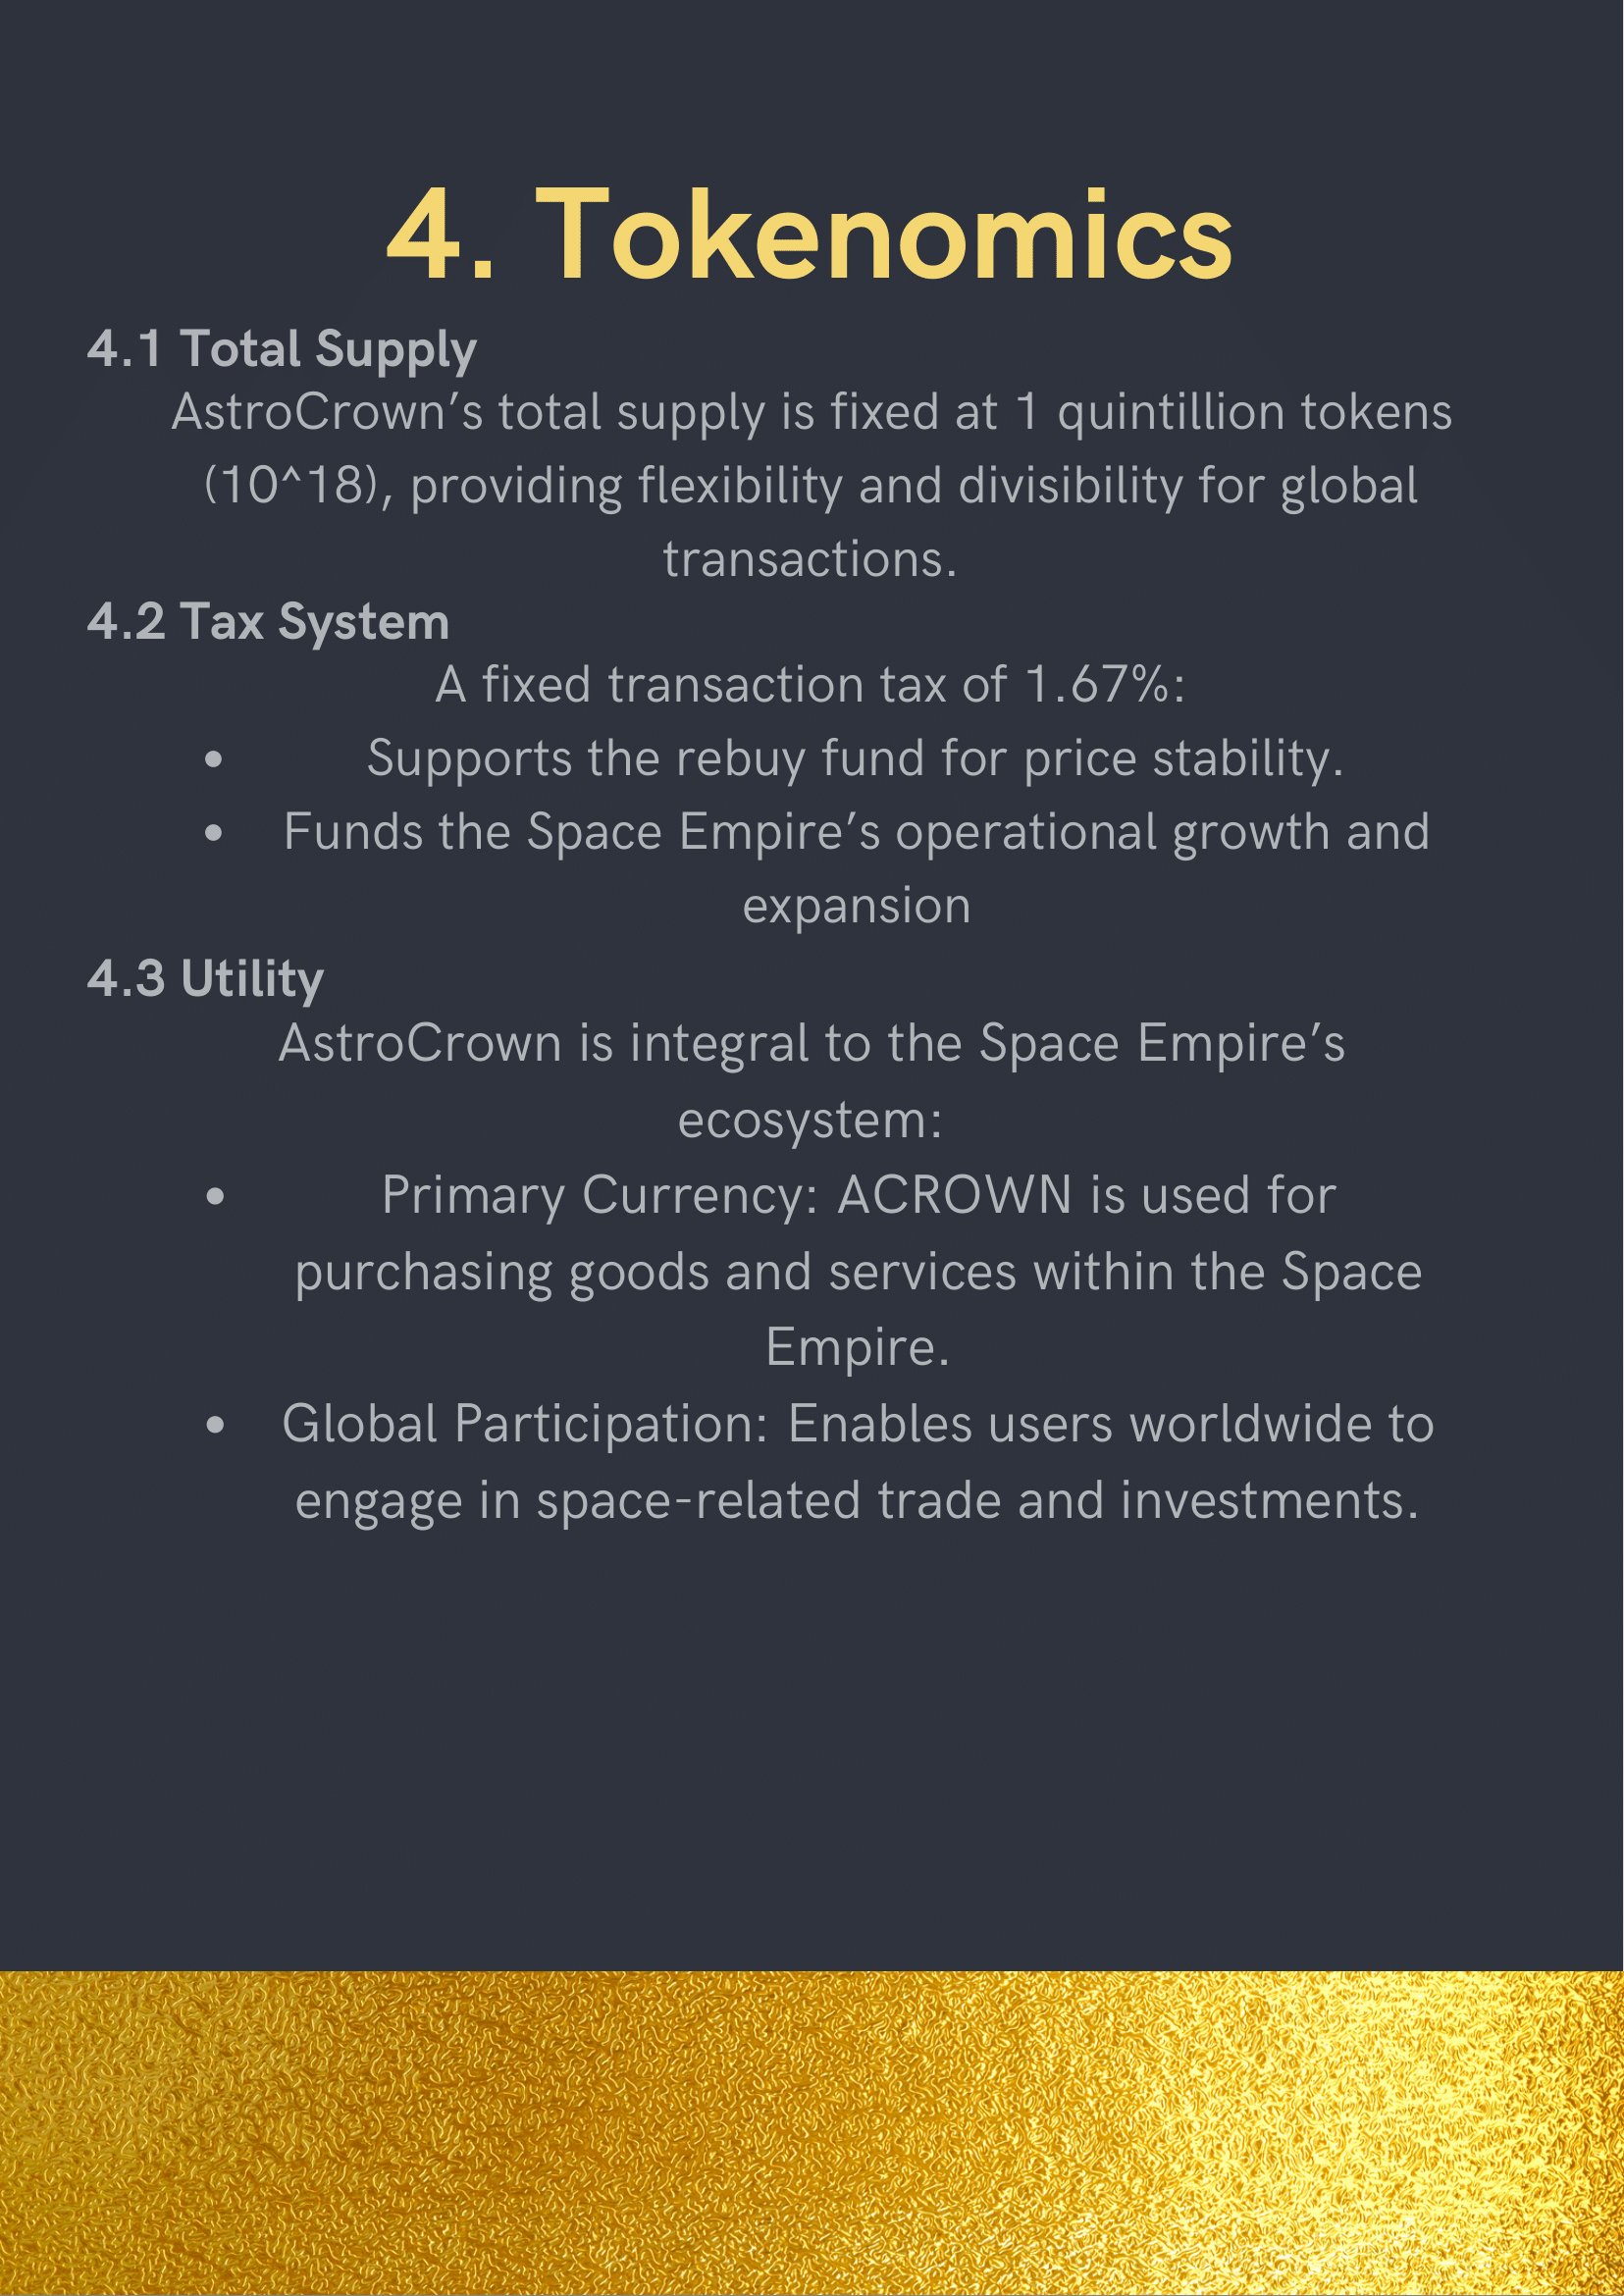 4. Tokenomics
4.1 Total Supply
AstroCrown’s total supply is fixed at 1 quintillion tokens
(10^18), providing flexibility and divisibility for global
transactions.
4.2 Tax System
A fixed transaction tax of 1.67%:
• Supports the rebuy fund for price stability.
• Funds the Space Empire’s operational growth and
expansion
4.3 Utility
AstroCrown is integral to the Space Empire’s
ecosystem:
• Primary Currency: ACROWN is used for
purchasing goods and services within the Space
Empire.
• Global Participation: Enables users worldwide to
engage in space-related trade and investments.